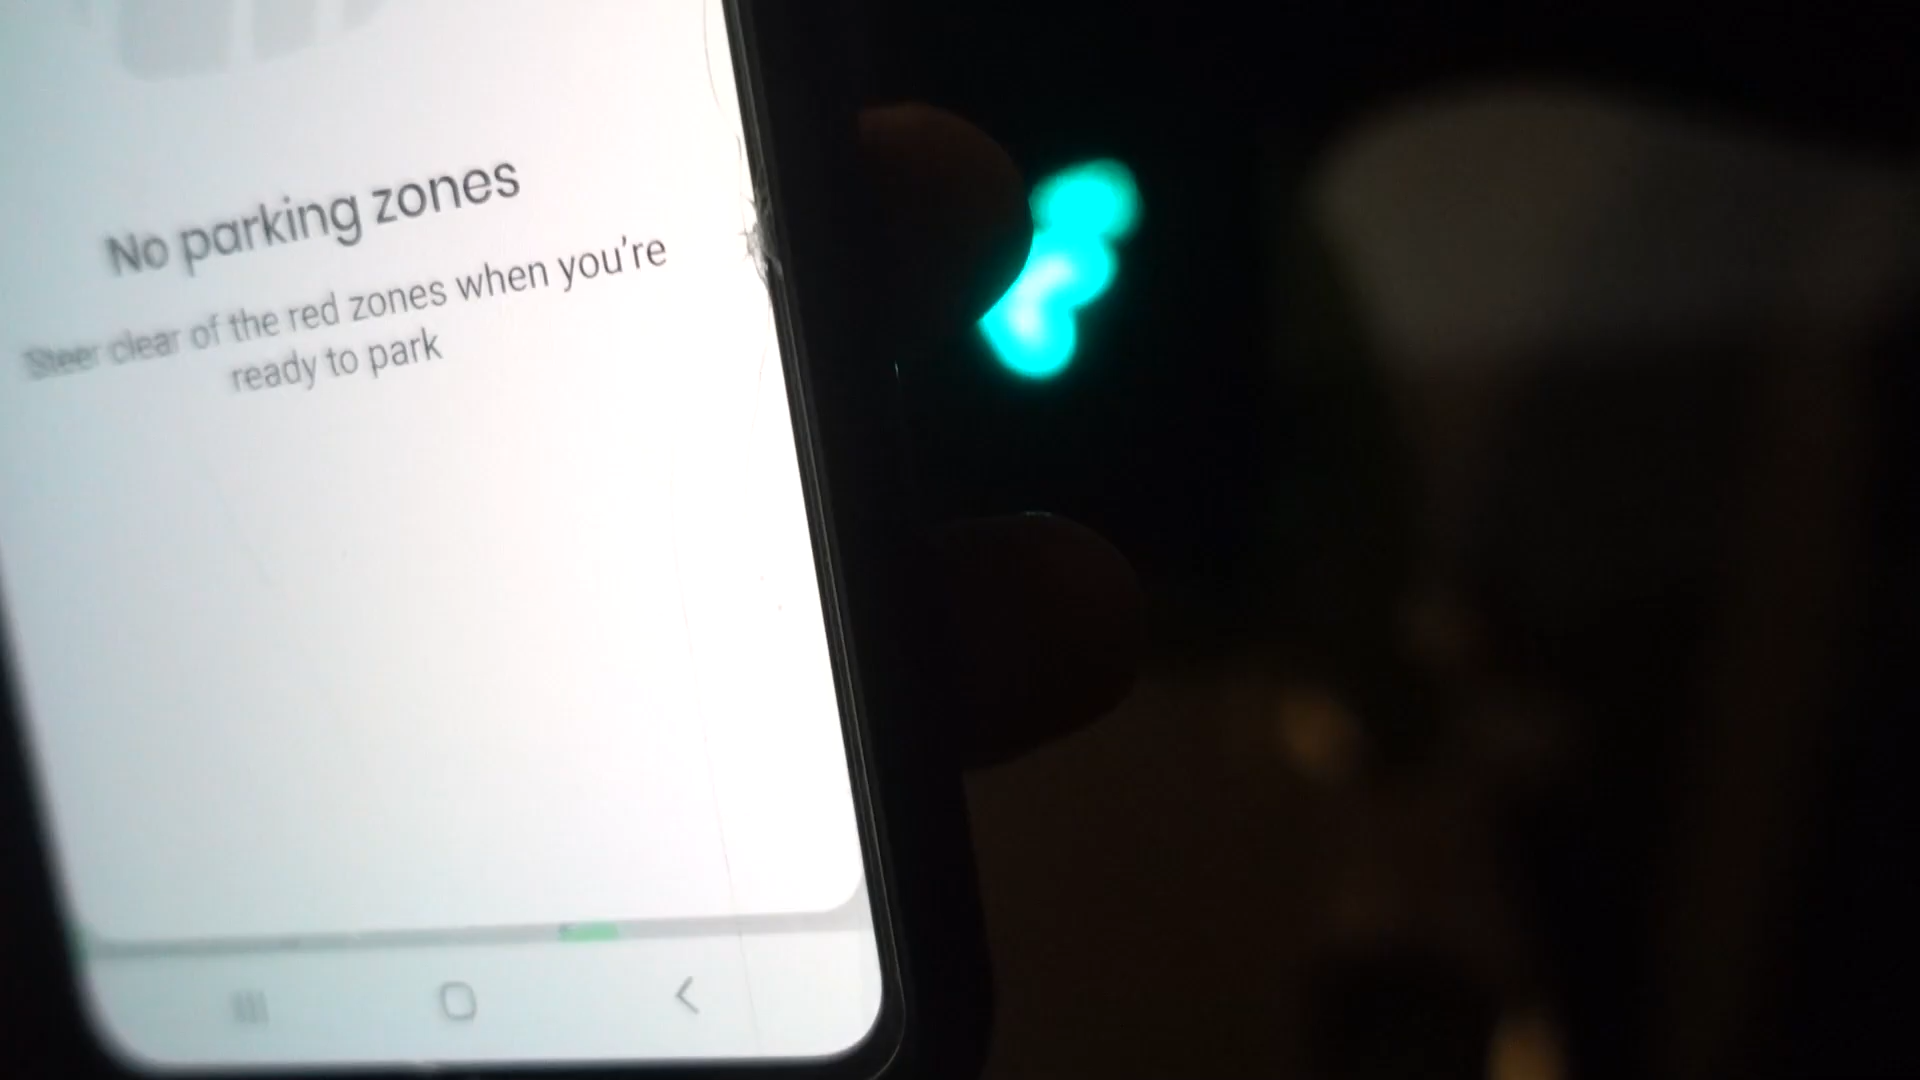 No parking zones
Steer clear of the red zones when you're
ready to park